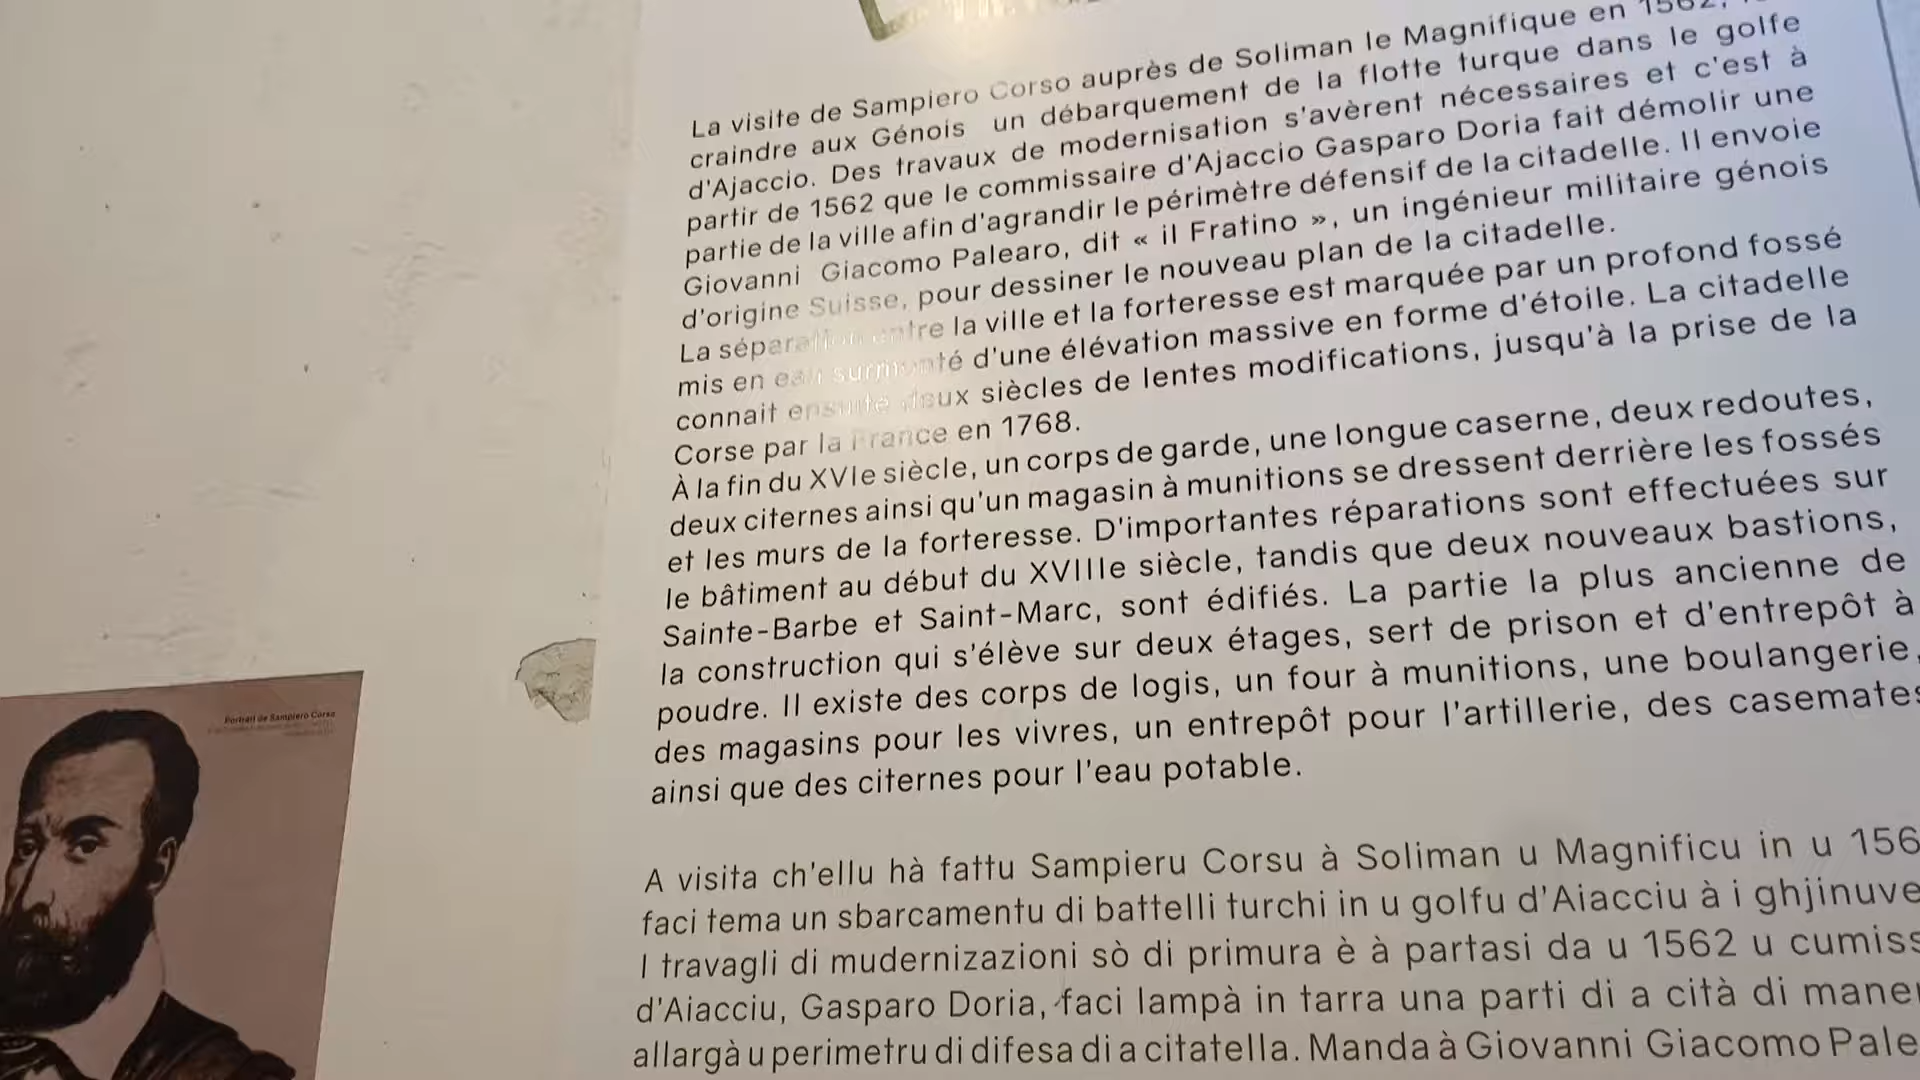 La visite de Sampiero Corso auprès de Soliman le Magnifique en 1562,
craindre aux Génois un débarquement de la flotte turque dans le golfe
d'Ajaccio. Des travaux de modernisation s'avèrent nécessaires et c'est à
partir de 1562 que le commissaire d'Ajaccio Gasparo Doria fait démolir une
partie de la ville afin d'agrandir le périmètre défensif de la citadelle. Il envoie
Giovanni Giacomo Palearo, dit « il Fratino », un ingénieur militaire génois
d'origine Suisse, pour dessiner le nouveau plan de la citadelle.
La séparation entre la ville et la forteresse est marquée par un profond fossé
mis en eau surmonté d'une élévation massive en forme d'étoile. La citadelle
connait ensuite deux siècles de lentes modifications, jusqu'à la prise de la
Corse par la France en 1768.
À la fin du XVIe siècle, un corps de garde, une longue caserne, deux redoutes,
deux citernes ainsi qu'un magasin à munitions se dressent derrière les fossés
et les murs de la forteresse. D'importantes réparations sont effectuées sur
le bâtiment au début du XVIIIe siècle, tandis que deux nouveaux bastions,
Sainte-Barbe et Saint-Marc, sont édifiés. La partie la plus ancienne de
la construction qui s'élève sur deux étages, sert de prison et d'entrepôt à
poudre. Il existe des corps de logis, un four à munitions, une boulangerie,
des magasins pour les vivres, un entrepôt pour l'artillerie, des casemates
ainsi que des citernes pour l'eau potable.
A visita ch'ellu hà fattu Sampieru Corsu à Soliman u Magnificu in u 156
faci tema un sbarcamentu di battelli turchi in u golfu d'Aiacciu à i ghjinuve
I travagli di mudernizazioni sò di primura è à partasi da u 1562 u cumiss
d'Aiacciu, Gasparo Doria, faci lampà in tarra una parti di a cità di mane
allargà u perimetru di difesa di a citatella. Manda à Giovanni Giacomo Pale
Portrait de Sampiero Corso